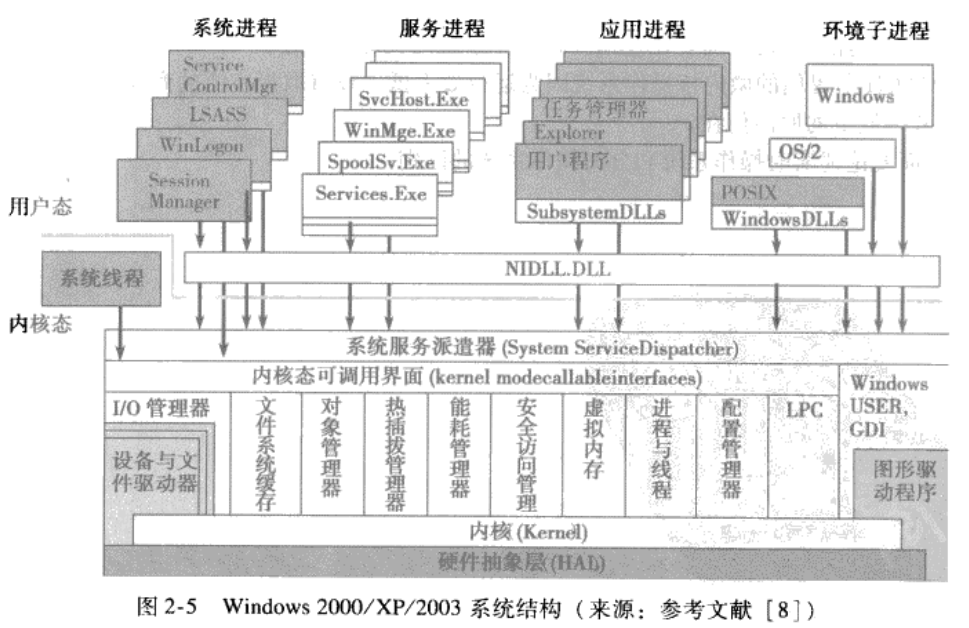 系统进程
服务进程
应用进程
环境子进程
Service
ControlMgr
LSASS
WinLogon
Session
Manager
SvcHost.Exe
WinMge.Exe
SpoolSv.Exe
Services.Exe
任务管理器
Explorer
用户程序
SubsystemDLLs
Windows
OS/2
POSIX
WindowsDLLs
用户态
NIDLL.DLL
系统线程
内核态
系统服务派遣器 (System ServiceDispatcher)
内核态可调用界面 (kernel modecallableinterfaces)
I/O 管理器
设备与文
件驱动器
文件系统缓存
对象管理器
热插拨管理器
能耗管理器
安全访问管理
虚拟内存
进程与线程
配置管理器
LPC
Windows
USER,
GDI
图形驱
动程序
内核 (Kernel)
硬件抽象层 (HAL)
图 2-5 Windows 2000/XP/2003 系统结构（来源：参考文献［8］）